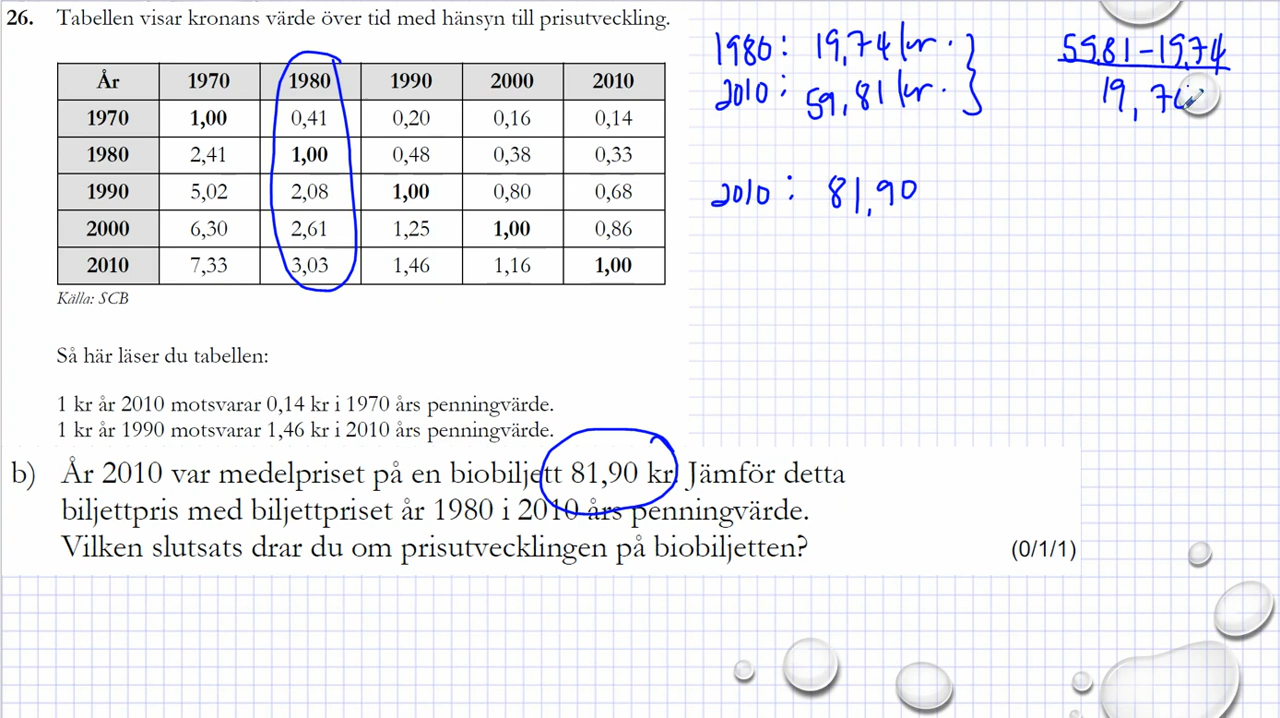 26. Tabellen visar kronans värde över tid med hänsyn till prisutveckling.
År 1970 1980 1990 2000 2010
1970 1,00 0,41 0,20 0,16 0,14
1980 2,41 1,00 0,48 0,38 0,33
1990 5,02 2,08 1,00 0,80 0,68
2000 6,30 2,61 1,25 1,00 0,86
2010 7,33 3,03 1,46 1,16 1,00
Källa: SCB
Så här läser du tabellen:
1 kr år 2010 motsvarar 0,14 kr i 1970 års penningvärde.
1 kr år 1990 motsvarar 1,46 kr i 2010 års penningvärde.
1980: 19,74 kr.
2010: 59,81 kr.
2010: 81,90
59,81 - 19,74
19,74
b) År 2010 var medelpriset på en biobiljett 81,90 kr. Jämför detta
biljettpris med biljettpriset år 1980 i 2010 års penningvärde.
Vilken slutsats drar du om prisutvecklingen på biobiljetten? (0/1/1)